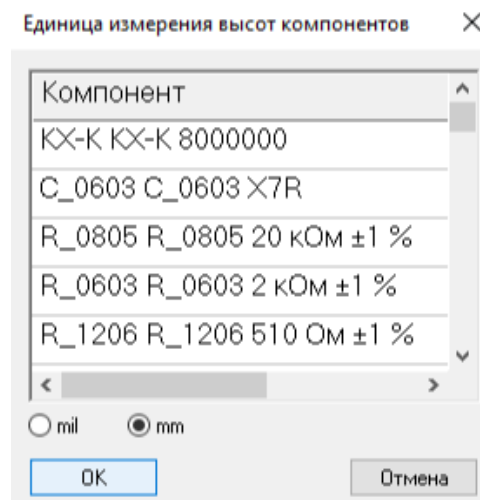 Единица измерения высот компонентов
Компонент
KX-K KX-K 8000000
C_0603 C_0603 X7R
R_0805 R_0805 20 кОм ±1 %
R_0603 R_0603 2 кОм ±1 %
R_1206 R_1206 510 Ом ±1 %
mil mm
OK Отмена